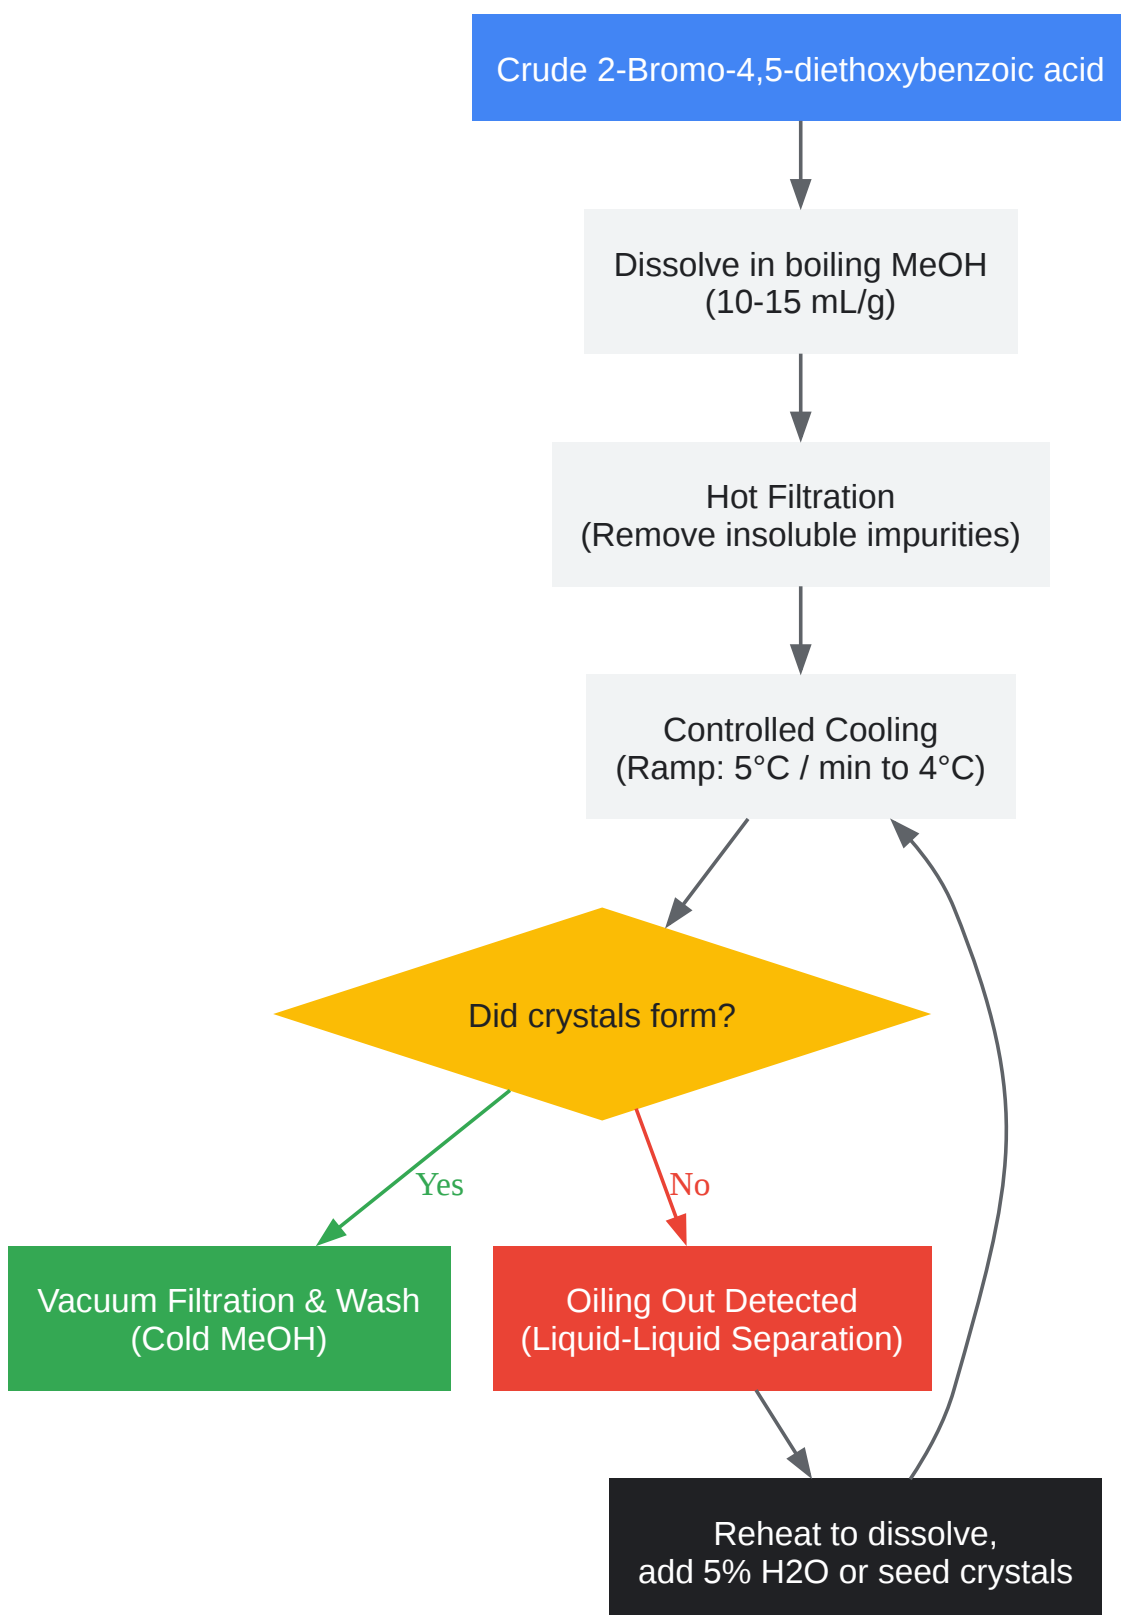 Crude 2-Bromo-4,5-diethoxybenzoic acid
Dissolve in boiling MeOH
(10-15 mL/g)
Hot Filtration
(Remove insoluble impurities)
Controlled Cooling
(Ramp: 5°C / min to 4°C)
Did crystals form?
Yes
No
Vacuum Filtration & Wash
(Cold MeOH)
Oiling Out Detected
(Liquid-Liquid Separation)
Reheat to dissolve,
add 5% H2O or seed crystals